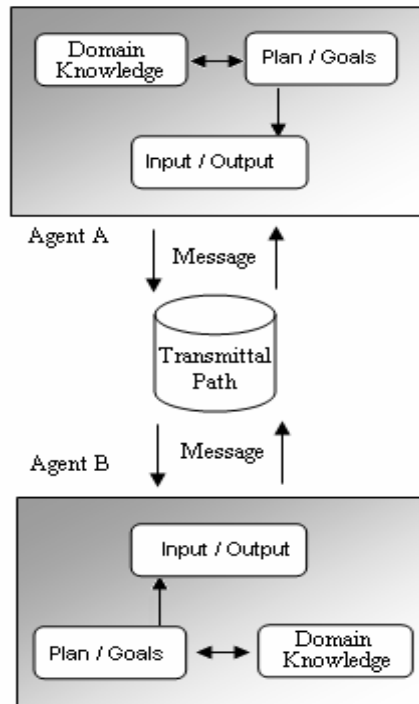 Domain
Knowledge
Plan / Goals
Input / Output
Agent A
Message
Transmittal
Path
Agent B
Message
Input / Output
Plan / Goals
Domain
Knowledge